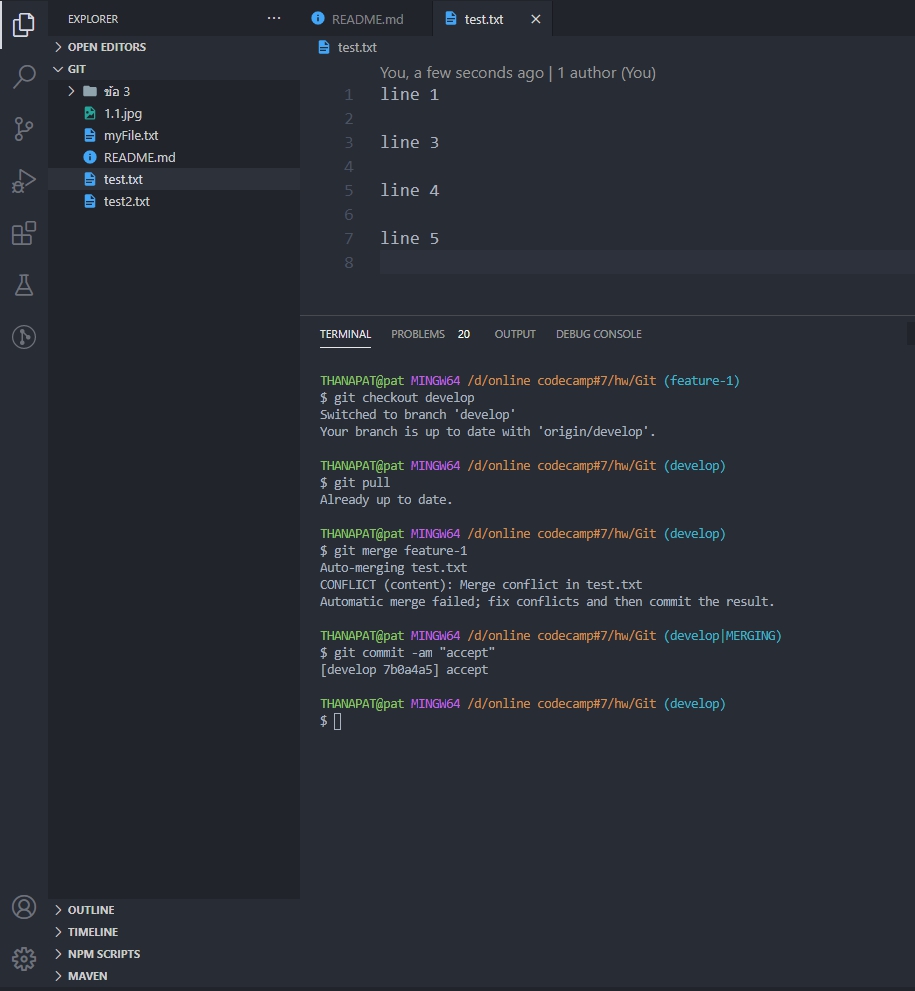 EXPLORER
OPEN EDITORS
GIT
ข้อ 3
1.1.jpg
myFile.txt
README.md
test.txt
test2.txt
OUTLINE
TIMELINE
NPM SCRIPTS
MAVEN
README.md
test.txt
test.txt
You, a few seconds ago | 1 author (You)
1 line 1
2
3 line 3
4
5 line 4
6
7 line 5
8
TERMINAL PROBLEMS 20 OUTPUT DEBUG CONSOLE
THANAPAT@pat MINGW64 /d/online codecamp#7/hw/Git (feature-1)
$ git checkout develop
Switched to branch 'develop'
Your branch is up to date with 'origin/develop'.
THANAPAT@pat MINGW64 /d/online codecamp#7/hw/Git (develop)
$ git pull
Already up to date.
THANAPAT@pat MINGW64 /d/online codecamp#7/hw/Git (develop)
$ git merge feature-1
Auto-merging test.txt
CONFLICT (content): Merge conflict in test.txt
Automatic merge failed; fix conflicts and then commit the result.
THANAPAT@pat MINGW64 /d/online codecamp#7/hw/Git (develop|MERGING)
$ git commit -am "accept"
[develop 7b0a4a5] accept
THANAPAT@pat MINGW64 /d/online codecamp#7/hw/Git (develop)
$